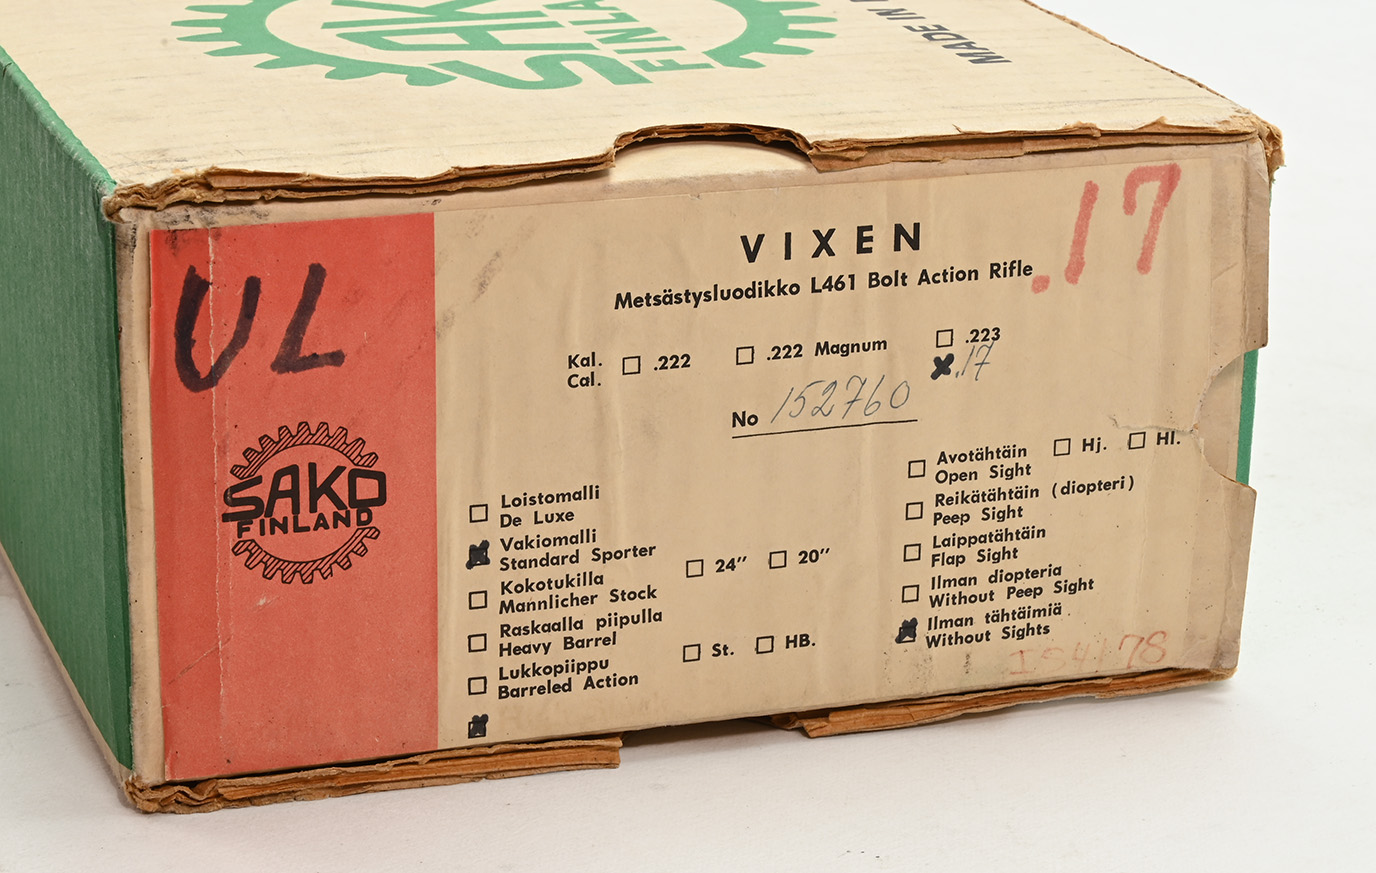 SAK
FINLA
MADE IN
UL
SAKO
FINLAND
VIXEN
.17
Metsästysluodikko L461 Bolt Action Rifle
Kal.
Cal.
.222
.222 Magnum
.223
.17
No 152760
Loistomalli
De Luxe
Vakiomalli
Standard Sporter
Kokotukilla
Mannlicher Stock
24" 20"
Raskaalla piipulla
Heavy Barrel
Lukkopiippu
Barreled Action
St. HB.
Avotähtäin
Open Sight
Hj. Hl.
Reikätähtäin (diopteri)
Peep Sight
Laippatähtäin
Flap Sight
Ilman diopteria
Without Peep Sight
Ilman tähtäimiä
Without Sights